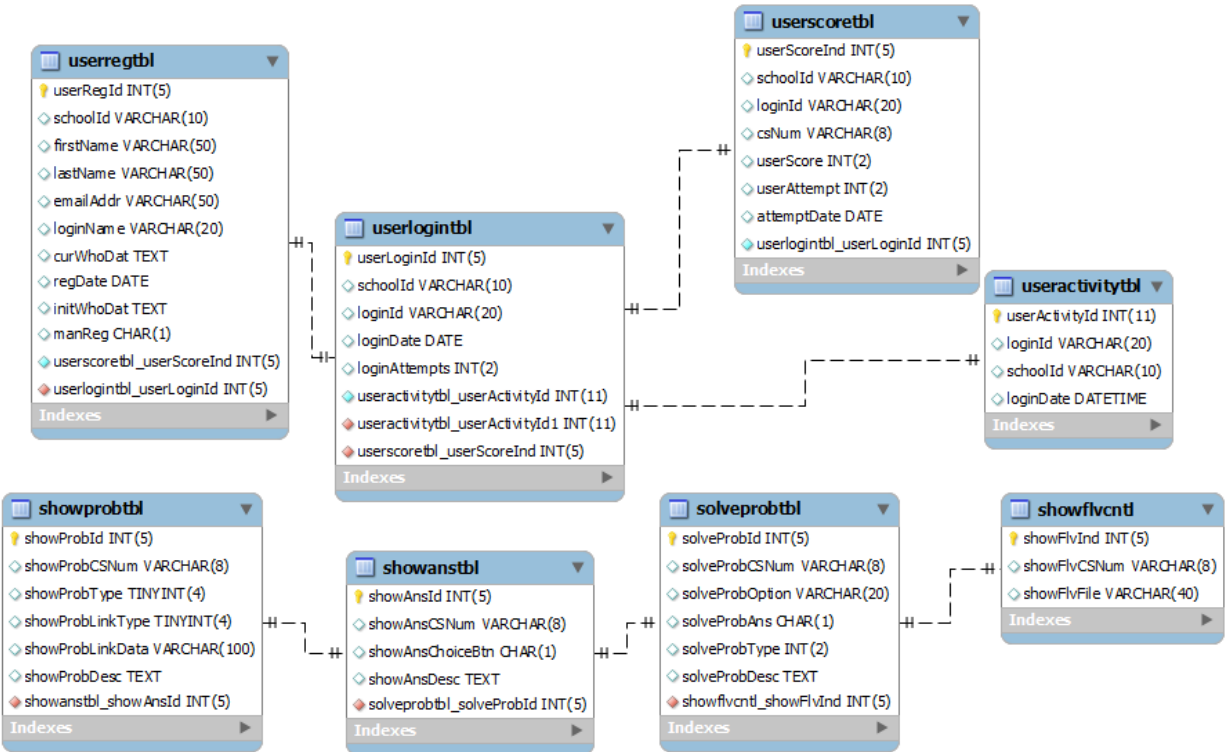 userregtbl
userRegId INT(5)
schoolId VARCHAR(10)
firstName VARCHAR(50)
lastName VARCHAR(50)
emailAddr VARCHAR(50)
loginName VARCHAR(20)
curWhoDat TEXT
regDate DATE
initWhoDat TEXT
manReg CHAR(1)
userscoretbl_userScoreInd INT(5)
userlogintbl_userLoginId INT(5)
Indexes
userlogintbl
userLoginId INT(5)
schoolId VARCHAR(10)
loginId VARCHAR(20)
loginDate DATE
loginAttempts INT(2)
useractivitytbl_userActivityId INT(11)
useractivitytbl_userActivityId1 INT(11)
userscoretbl_userScoreInd INT(5)
Indexes
userscoretbl
userScoreInd INT(5)
schoolId VARCHAR(10)
loginId VARCHAR(20)
csNum VARCHAR(8)
userScore INT(2)
userAttempt INT(2)
attemptDate DATE
userlogintbl_userLoginId INT(5)
Indexes
useractivitytbl
userActivityId INT(11)
loginId VARCHAR(20)
schoolId VARCHAR(10)
loginDate DATETIME
Indexes
showprobtbl
showProbId INT(5)
showProbCSNum VARCHAR(8)
showProbType TINYINT(4)
showProbLinkType TINYINT(4)
showProbLinkData VARCHAR(100)
showProbDesc TEXT
showanstbl_showAnsId INT(5)
Indexes
showanstbl
showAnsId INT(5)
showAnsCSNum VARCHAR(8)
showAnsChoiceBtn CHAR(1)
showAnsDesc TEXT
solveprobtbl_solveProbId INT(5)
Indexes
solveprobtbl
solveProbId INT(5)
solveProbCSNum VARCHAR(8)
solveProbOption VARCHAR(20)
solveProbAns CHAR(1)
solveProbType INT(2)
solveProbDesc TEXT
showflvcntl_showFlvInd INT(5)
Indexes
showflvcntl
showFlvInd INT(5)
showFlvCSNum VARCHAR(8)
showFlvFile VARCHAR(40)
Indexes